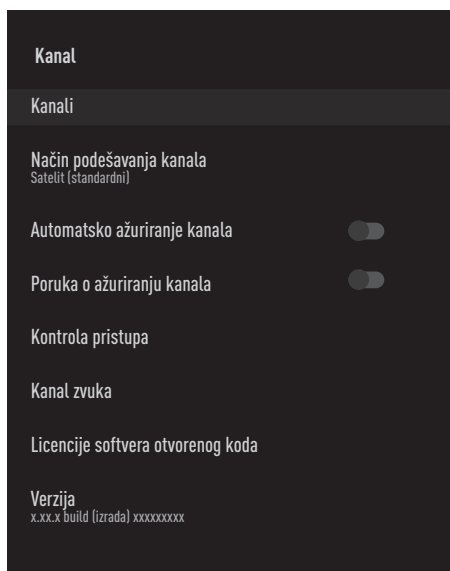 Kanal
Kanali
Način podešavanja kanala
Satelit (standardni)
Automatsko ažuriranje kanala
Poruka o ažuriranju kanala
Kontrola pristupa
Kanal zvuka
Licencije softvera otvorenog koda
Verzija
x.xx.x build (izrada) xxxxxxxxx